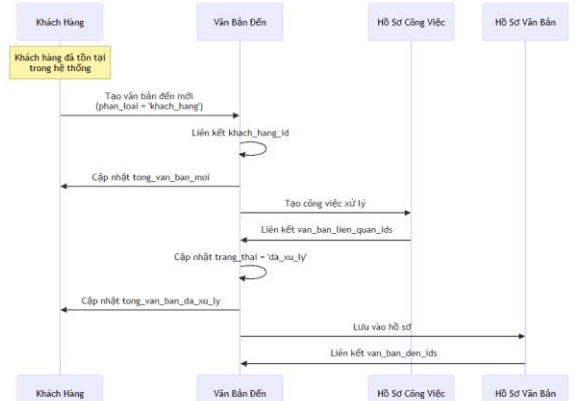 Khách Hàng
Văn Bản Đến
Hồ Sơ Công Việc
Hồ Sơ Văn Bản
Khách hàng đã tồn tại
trong hệ thống
Tạo văn bản đến mới
(phan_loai = 'khach_hang')
Liên kết khach_hang_id
Cập nhật tong_van_ban_moi
Tạo công việc xử lý
Liên kết van_ban_lien_quan_ids
Cập nhật trang_thai = 'da_xu_ly'
Cập nhật tong_van_ban_da_xu_ly
Lưu vào hồ sơ
Liên kết van_ban_den_ids
Khách Hàng
Văn Bản Đến
Hồ Sơ Công Việc
Hồ Sơ Văn Bản